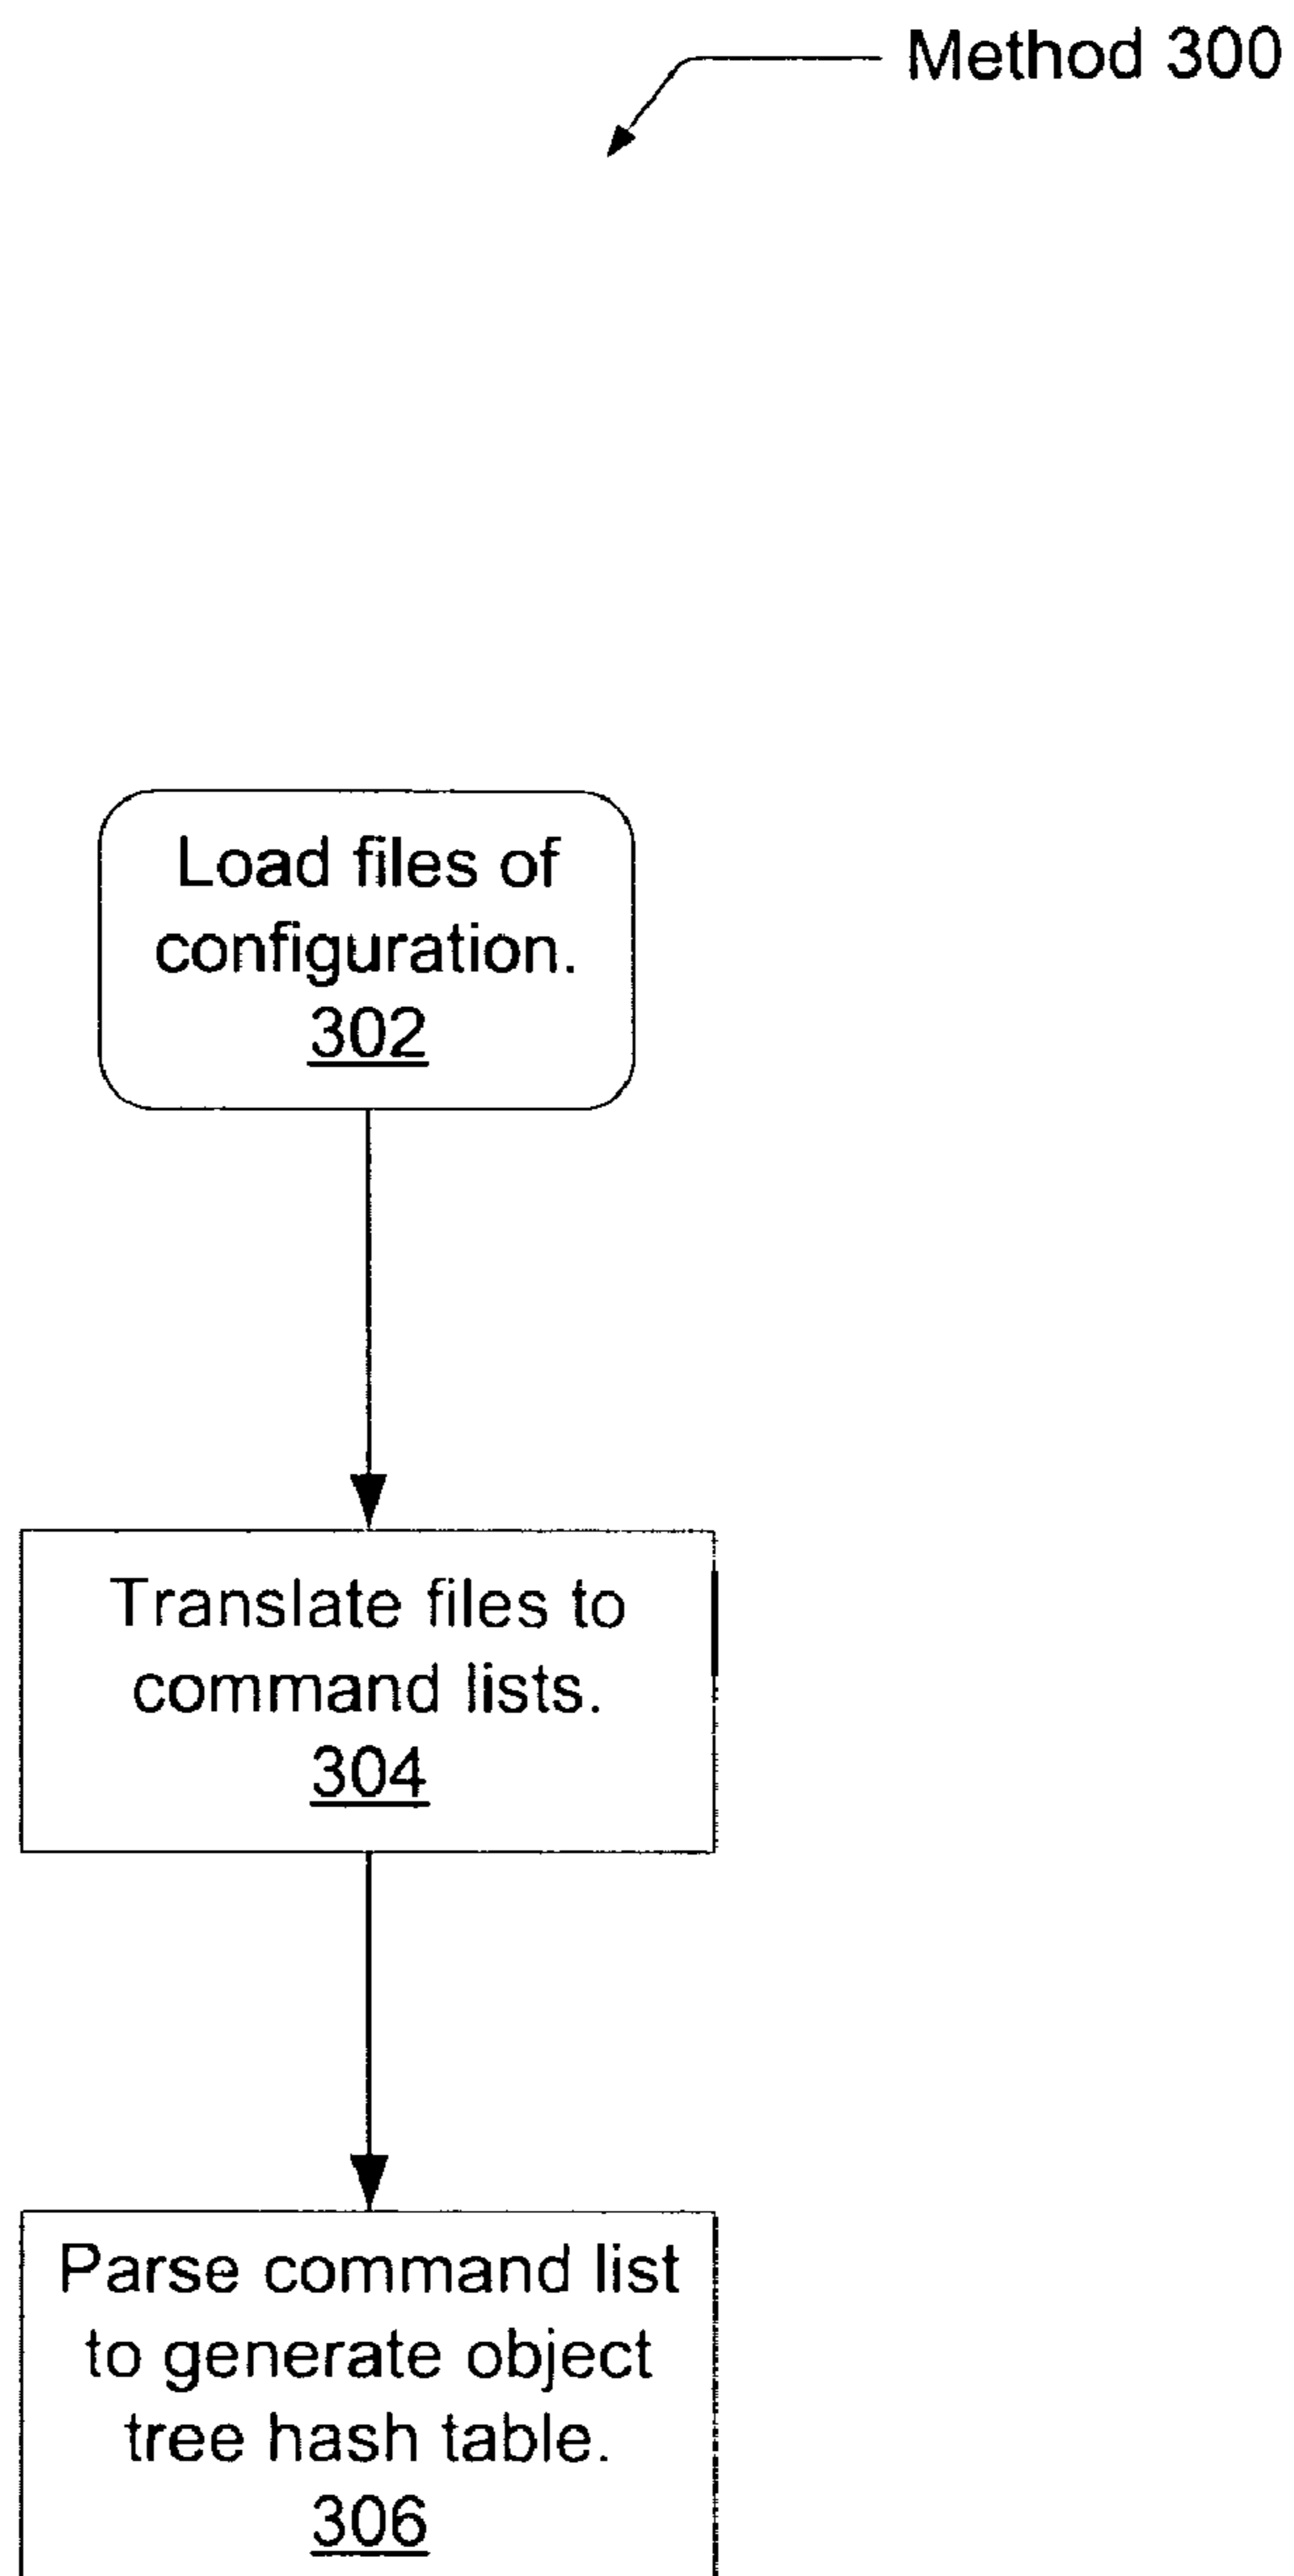 Method 300
Load files of
configuration.
302
Translate files to
command lists.
304
Parse command list
to generate object
tree hash table.
306